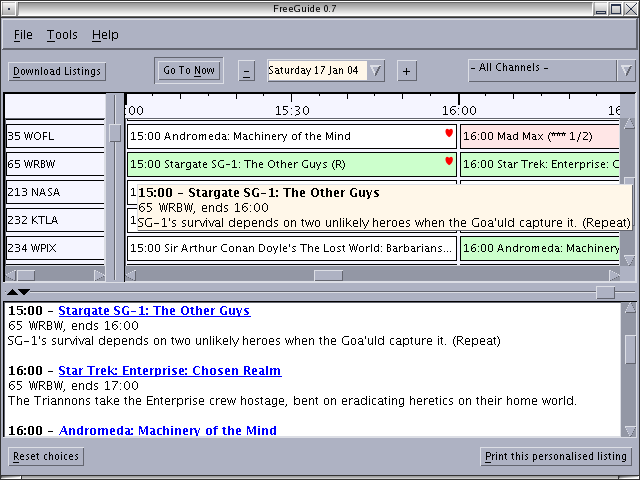 FreeGuide 0.7
File Tools Help
Download Listings Go To Now - Saturday 17 Jan 04 + - All Channels -
:00 15:30 16:00 16
35 WOFL 15:00 Andromeda: Machinery of the Mind 16:00 Mad Max (*** 1/2)
65 WRBW 15:00 Stargate SG-1: The Other Guys (R) 16:00 Star Trek: Enterprise: C
213 NASA 1
15:00 - Stargate SG-1: The Other Guys
65 WRBW, ends 16:00
232 KTLA 1
SG-1's survival depends on two unlikely heroes when the Goa'uld capture it. (Repeat)
234 WPIX 15:00 Sir Arthur Conan Doyle's The Lost World: Barbarians... 16:00 Andromeda: Machinery
15:00 - Stargate SG-1: The Other Guys
65 WRBW, ends 16:00
SG-1's survival depends on two unlikely heroes when the Goa'uld capture it. (Repeat)
16:00 - Star Trek: Enterprise: Chosen Realm
65 WRBW, ends 17:00
The Triannons take the Enterprise crew hostage, bent on eradicating heretics on their home world.
16:00 - Andromeda: Machinery of the Mind
Reset choices Print this personalised listing